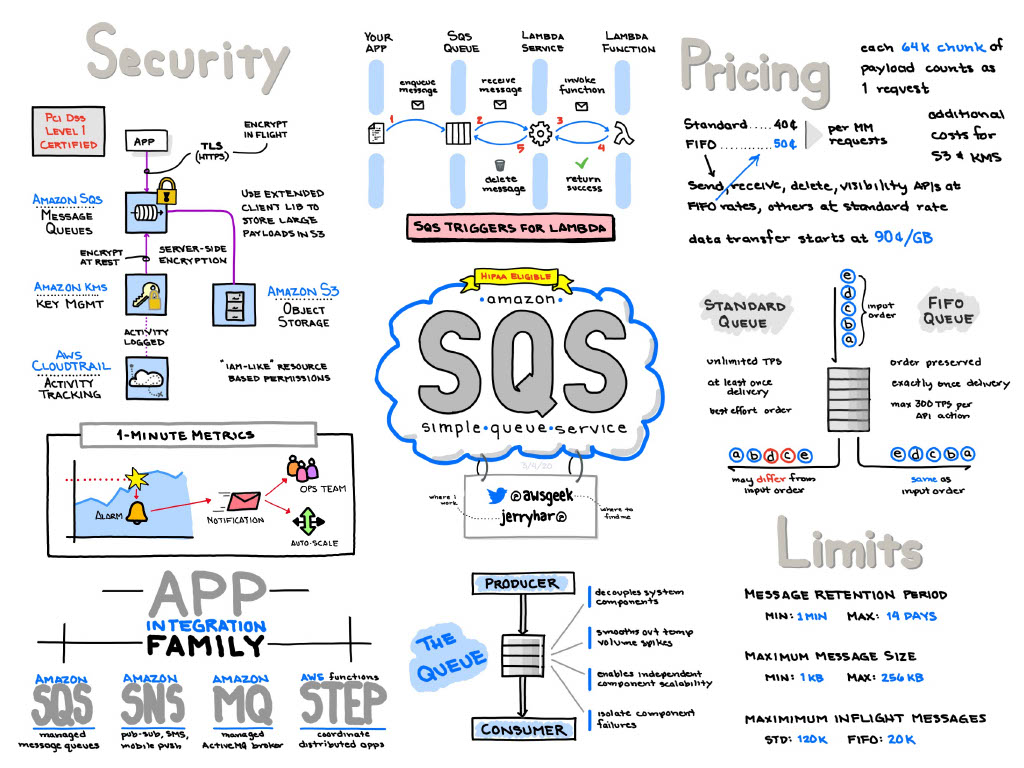 Security
PCI DSS
LEVEL 1
CERTIFIED
APP
ENCRYPT
IN FLIGHT
TLS
(HTTPS)
AMAZON SQS
MESSAGE
QUEUES
USE EXTENDED
CLIENT LIB TO
STORE LARGE
PAYLOADS IN S3
ENCRYPT
AT REST
SERVER-SIDE
ENCRYPTION
AMAZON KMS
KEY MGMT
AMAZON S3
OBJECT
STORAGE
ACTIVITY
LOGGED
AWS
CLOUDTRAIL
ACTIVITY
TRACKING
"IAM-LIKE" RESOURCE
BASED PERMISSIONS
1-MINUTE METRICS
ALARM
NOTIFICATION
OPS TEAM
AUTO-SCALE
APP
INTEGRATION
FAMILY
AMAZON
SQS
managed
message queues
AMAZON
SNS
pub-sub, SMS,
mobile push
AMAZON
MQ
managed
ActiveMQ broker
AWS functions
STEP
coordinate
distributed apps
YOUR
APP
SQS
QUEUE
LAMBDA
SERVICE
LAMBDA
FUNCTION
enqueue
message
receive
message
invoke
function
1
2
3
5
4
delete
message
return
success
SQS TRIGGERS FOR LAMBDA
HIPAA ELIGIBLE
amazon
SQS
simple queue service
3/4/20
where i
work
@awsgeek
jerryhar@
where to
find me
PRODUCER
THE
QUEUE
CONSUMER
decouples system
components
smooths out temp
volume spikes
enables independent
component scalability
isolate component
failures
Pricing
each 64K chunk of
payload counts as
1 request
Standard.....40¢
FIFO..........50¢
per MM
requests
additional
costs for
S3 & KMS
Send, receive, delete, visibility APIs at
FIFO rates, others at standard rate
data transfer starts at 90¢/GB
STANDARD
QUEUE
e
d
c
b
a
input
order
FIFO
QUEUE
unlimited TPS
at least once
delivery
best effort order
order preserved
exactly once delivery
max 300 TPS per
API action
a b d c e
may differ from
input order
e d c b a
same as
input order
Limits
MESSAGE RETENTION PERIOD
MIN: 1 MIN MAX: 14 DAYS
MAXIMUM MESSAGE SIZE
MIN: 1 KB MAX: 256 KB
MAXIMIMUM INFLIGHT MESSAGES
STD: 120K FIFO: 20K